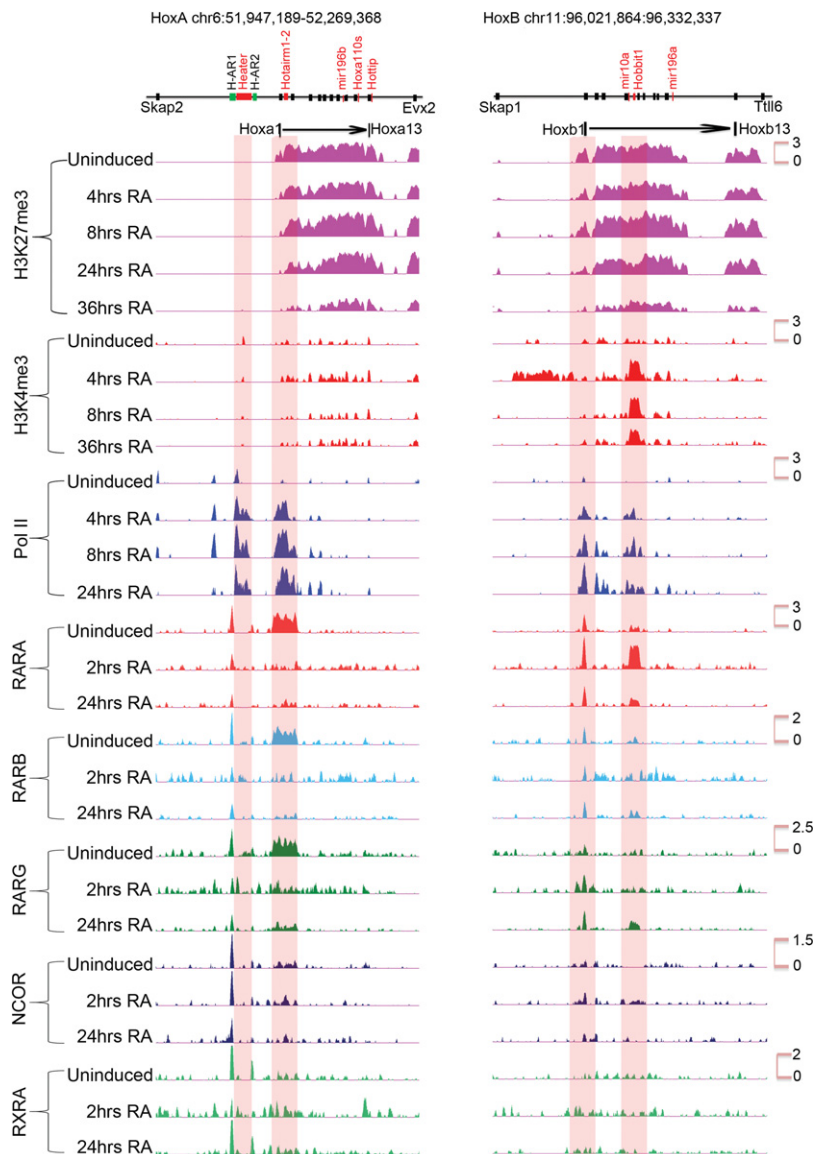 HoxA chr6:51,947,189-52,269,368
HoxB chr11:96,021,864:96,332,337
H-AR1
Heater
H-AR2
Hotairm1-2
mir196b
Hoxa110s
Hottip
mir10a
Hobbit1
mir196a
Skap2
Evx2
Skap1
Ttll6
Hoxa1
Hoxa13
Hoxb1
Hoxb13
H3K27me3
Uninduced
3
0
4hrs RA
8hrs RA
24hrs RA
36hrs RA
H3K4me3
Uninduced
3
0
4hrs RA
8hrs RA
36hrs RA
Pol II
Uninduced
3
0
4hrs RA
8hrs RA
24hrs RA
RARA
Uninduced
3
0
2hrs RA
24hrs RA
RARB
Uninduced
2
0
2hrs RA
24hrs RA
RARG
Uninduced
2.5
0
2hrs RA
24hrs RA
NCOR
Uninduced
1.5
0
2hrs RA
24hrs RA
RXRA
Uninduced
2
0
2hrs RA
24hrs RA